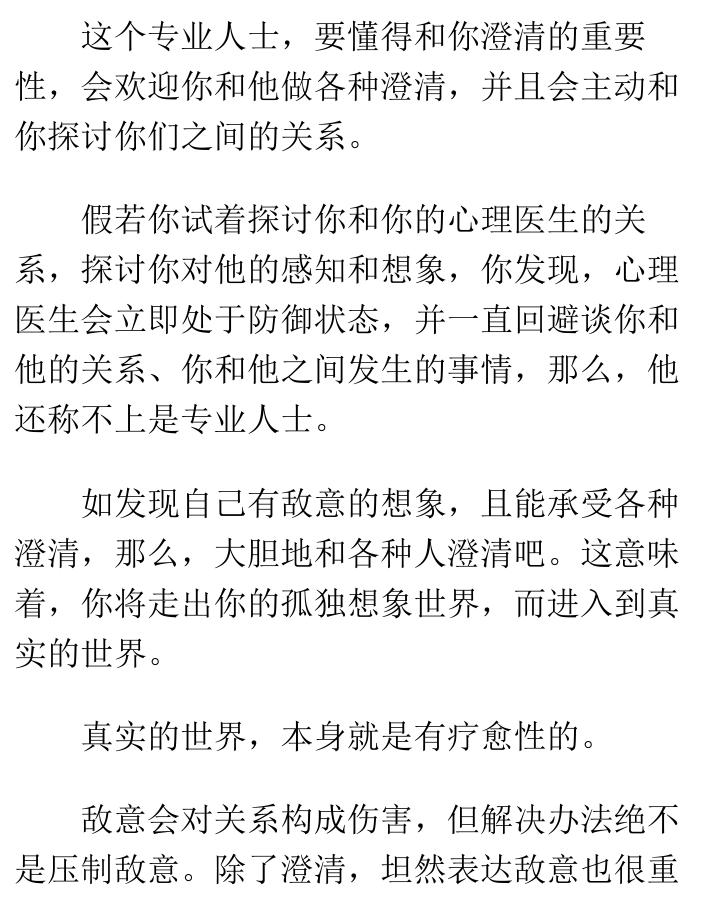 这个专业人士，要懂得和你澄清的重要
性，会欢迎你和他做各种澄清，并且会主动和
你探讨你们之间的关系。
假若你试着探讨你和你的心理医生的关
系，探讨你对他的感知和想象，你发现，心理
医生会立即处于防御状态，并一直回避谈你和
他的关系、你和他之间发生的事情，那么，他
还称不上是专业人士。
如发现自己有敌意的想象，且能承受各种
澄清，那么，大胆地和各种人澄清吧。这意味
着，你将走出你的孤独想象世界，而进入到真
实的世界。
真实的世界，本身就是有疗愈性的。
敌意会对关系构成伤害，但解决办法绝不
是压制敌意。除了澄清，坦然表达敌意也很重